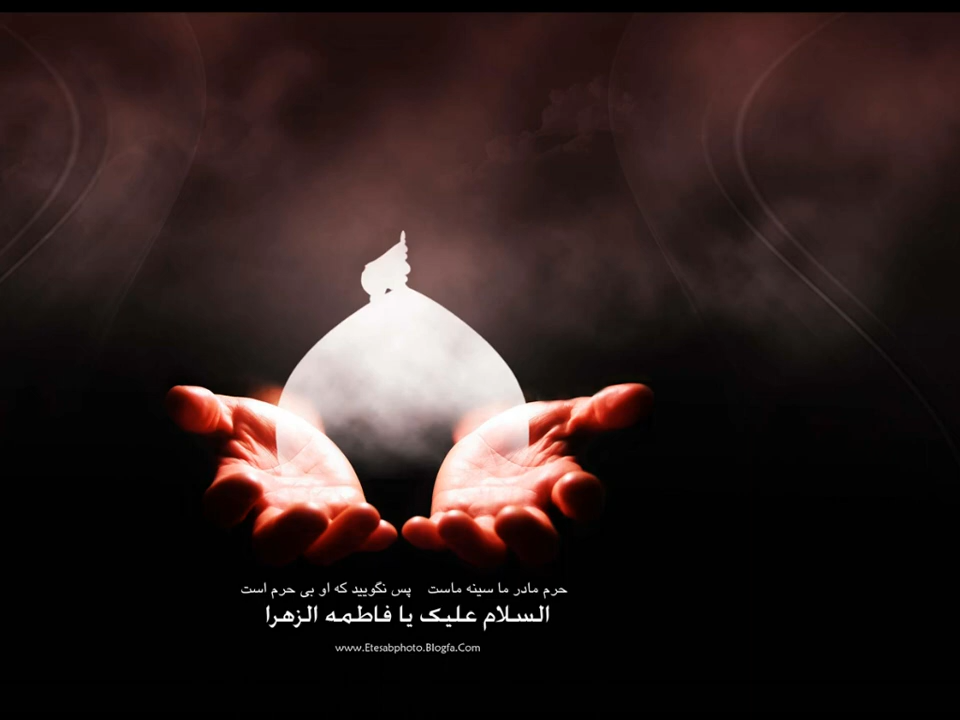 حرم مادر ما سینه ماست    پس نگویید که او بی حرم است
السلام علیک یا فاطمه الزهرا
www.Etesabphoto.Blogfa.Com